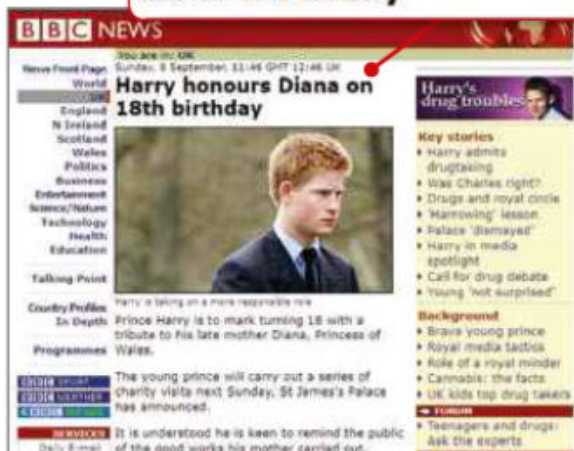 BBC NEWS
You are in: UK
Sunday, 8 September, 11:46 GMT 12:46 UK
Harry honours Diana on
18th birthday
News Front Page
World
UK
England
N Ireland
Scotland
Wales
Politics
Business
Entertainment
Science/Nature
Technology
Health
Education
Talking Point
Country Profiles
In Depth
Programmes
BBC SPORT
BBC WEATHER
SERVICES
Daily E-mail
Harry is taking on a more responsible role
Prince Harry is to mark turning 18 with a
tribute to his late mother Diana, Princess of
Wales.
The young prince will carry out a series of
charity visits next Sunday, St James's Palace
has announced.
It is understood he is keen to remind the public
of the good works his mother carried out.
Harry's
drug troubles
Key stories
Harry admits
drugtaking
Was Charles right?
Drugs and royal circle
'Harrowing' lesson
Palace 'dismayed'
Harry in media
spotlight
Call for drug debate
Young 'not surprised'
Background
Brave young prince
Royal media tactics
Role of a royal minder
Cannabis: the facts
UK kids top drug takers
FORUM
Teenagers and drugs:
Ask the experts